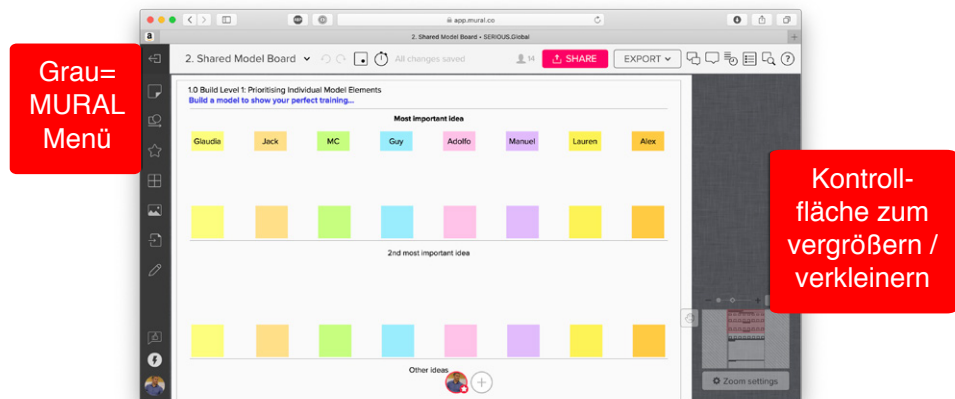 app.mural.co
2. Shared Model Board • SERIOUS.Global
2. Shared Model Board
All changes saved
14
SHARE
EXPORT
Grau=
MURAL
Menü
1.0 Build Level 1: Prioritising Individual Model Elements
Build a model to show your perfect training...
Most important idea
Glaudia Jack MC Guy Adolfo Manuel Lauren Alex
Kontroll-
fläche zum
vergrößern /
verkleinern
2nd most important idea
Other ideas
Zoom settings